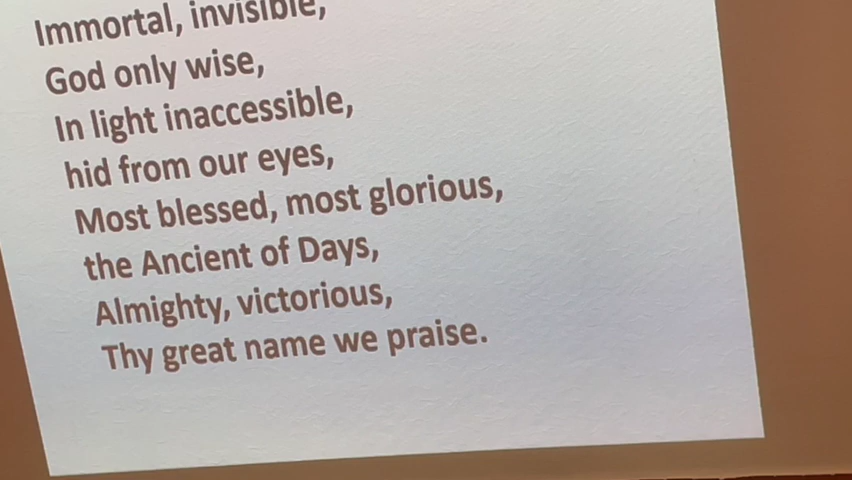 Immortal, invisible,
God only wise,
In light inaccessible,
hid from our eyes,
Most blessed, most glorious,
the Ancient of Days,
Almighty, victorious,
Thy great name we praise.